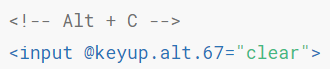 <!-- Alt + C -->
<input @keyup.alt.67="clear">